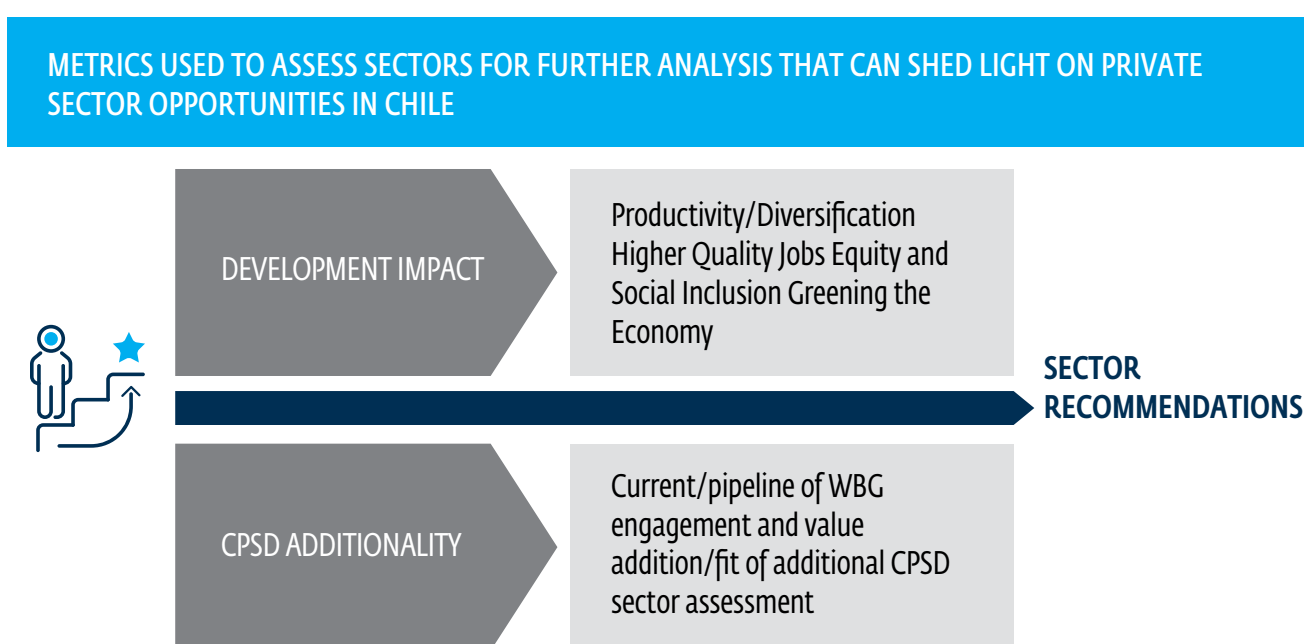 METRICS USED TO ASSESS SECTORS FOR FURTHER ANALYSIS THAT CAN SHED LIGHT ON PRIVATE
SECTOR OPPORTUNITIES IN CHILE
DEVELOPMENT IMPACT
Productivity/Diversification
Higher Quality Jobs Equity and
Social Inclusion Greening the
Economy
CPSD ADDITIONALITY
Current/pipeline of WBG
engagement and value
addition/fit of additional CPSD
sector assessment
SECTOR
RECOMMENDATIONS